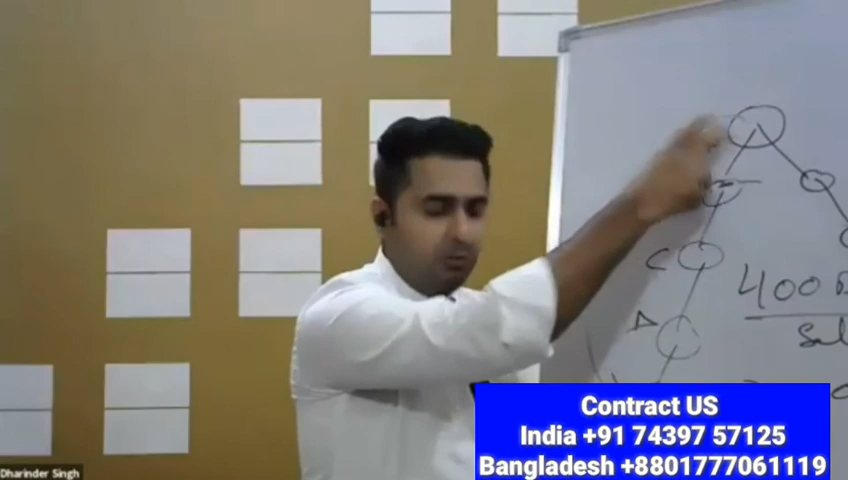 C
400
A
Contract US
India +91 74397 57125
Bangladesh +8801777061119
Dharinder Singh